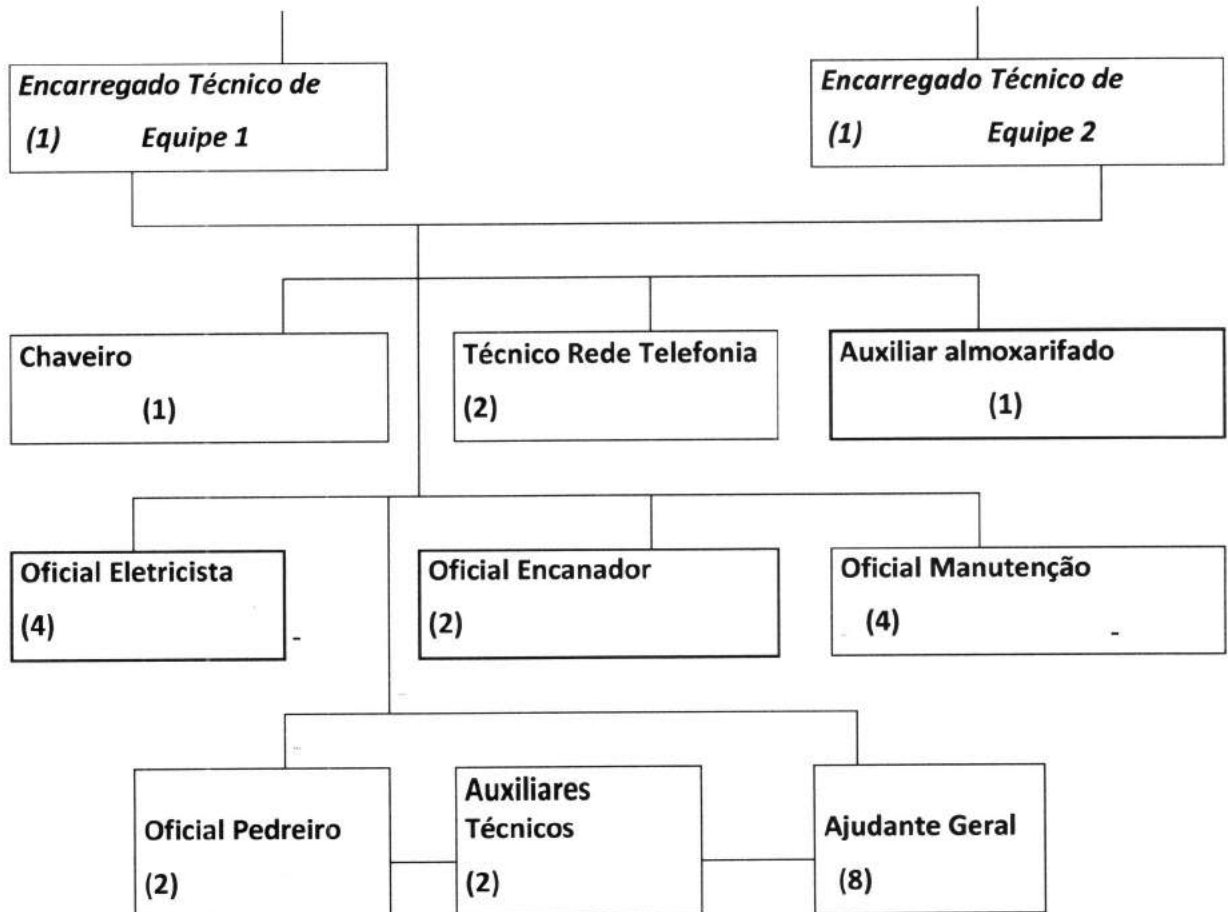 Encarregado Técnico de
(1) Equipe 1
Encarregado Técnico de
(1) Equipe 2
Chaveiro
(1)
Técnico Rede Telefonia
(2)
Auxiliar almoxarifado
(1)
Oficial Eletricista
(4)
Oficial Encanador
(2)
Oficial Manutenção
(4)
Oficial Pedreiro
(2)
Auxiliares
Técnicos
(2)
Ajudante Geral
(8)